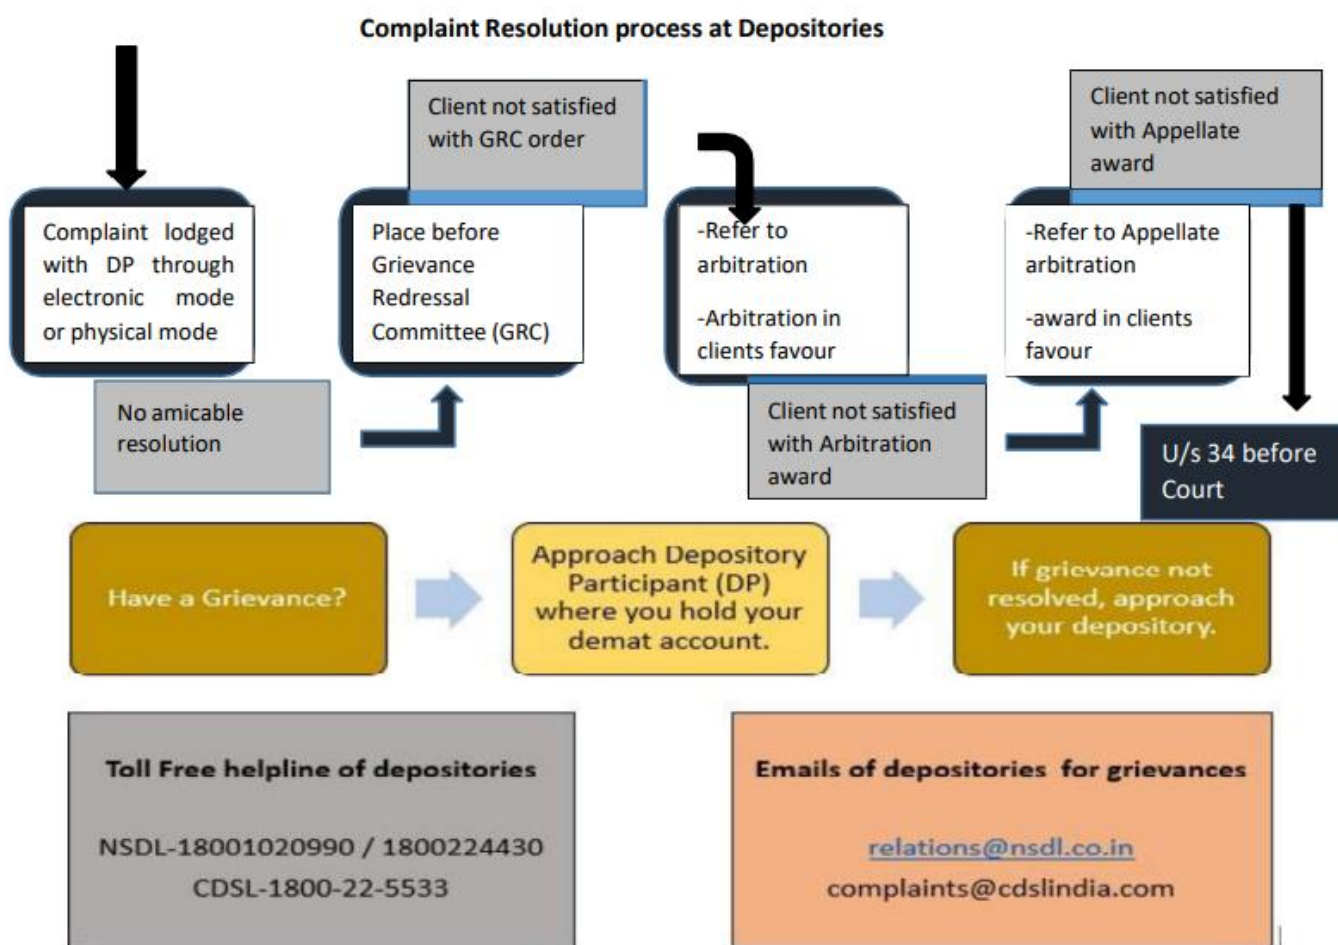 Complaint Resolution process at Depositories
Client not satisfied
with GRC order
Client not satisfied
with Appellate
award
Complaint lodged
with DP through
electronic mode
or physical mode
Place before
Grievance
Redressal
Committee (GRC)
-Refer to
arbitration
-Arbitration in
clients favour
-Refer to Appellate
arbitration
-award in clients
favour
No amicable
resolution
Client not satisfied
with Arbitration
award
U/s 34 before
Court
Have a Grievance?
Approach Depository
Participant (DP)
where you hold your
demat account.
If grievance not
resolved, approach
your depository.
Toll Free helpline of depositories
NSDL-18001020990 / 1800224430
CDSL-1800-22-5533
Emails of depositories for grievances
relations@nsdl.co.in
complaints@cdslindia.com